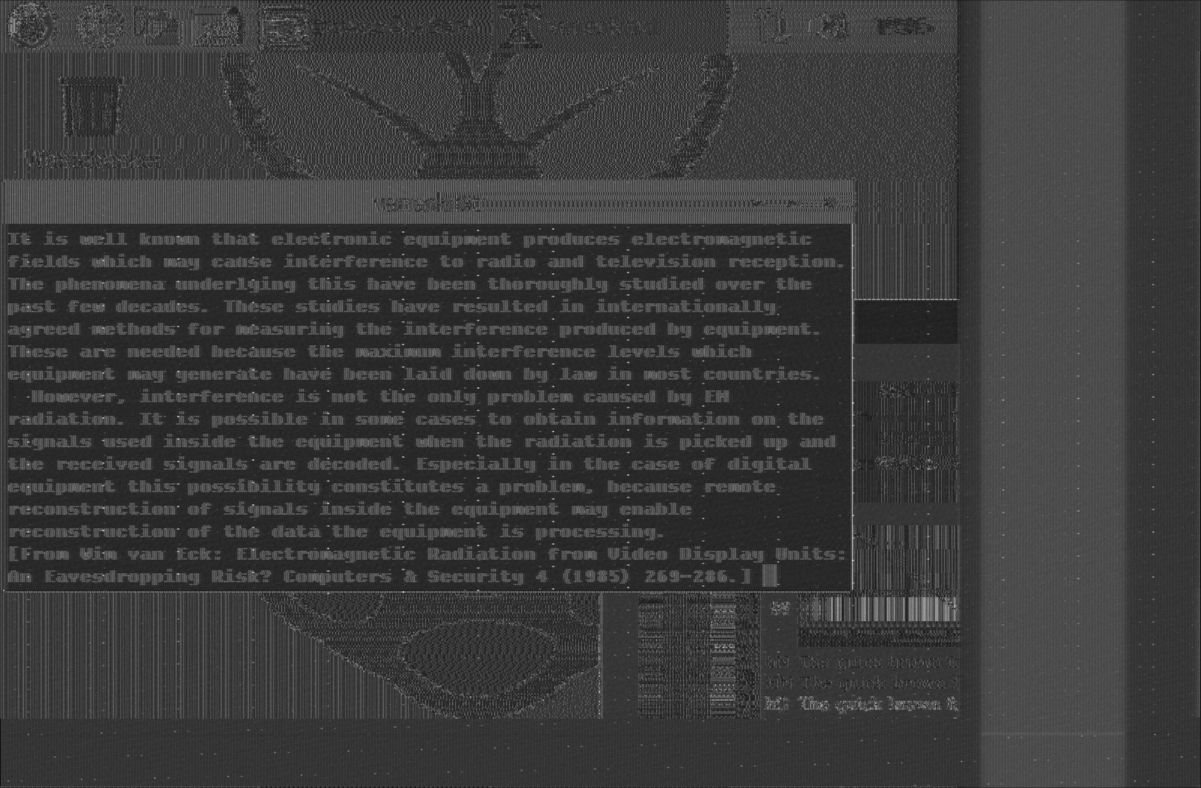 It is well known that electronic equipment produces electromagnetic
fields which may cause interference to radio and television reception.
The phenomena underlying this have been thoroughly studied over the
past few decades. These studies have resulted in internationally
agreed methods for measuring the interference produced by equipment.
These are needed because the maximum interference levels which
equipment may generate have been laid down by law in most countries.
However, interference is not the only problem caused by EM
radiation. It is possible in some cases to obtain information on the
signals used inside the equipment when the radiation is picked up and
the received signals are decoded. Especially in the case of digital
equipment this possibility constitutes a problem, because remote
reconstruction of signals inside the equipment may enable
reconstruction of the data the equipment is processing.
[From Wim van Eck: Electromagnetic Radiation from Video Display Units:
An Eavesdropping Risk? Computers & Security 4 (1985) 269-286.]
The quick brown
The quick brown
The quick brown